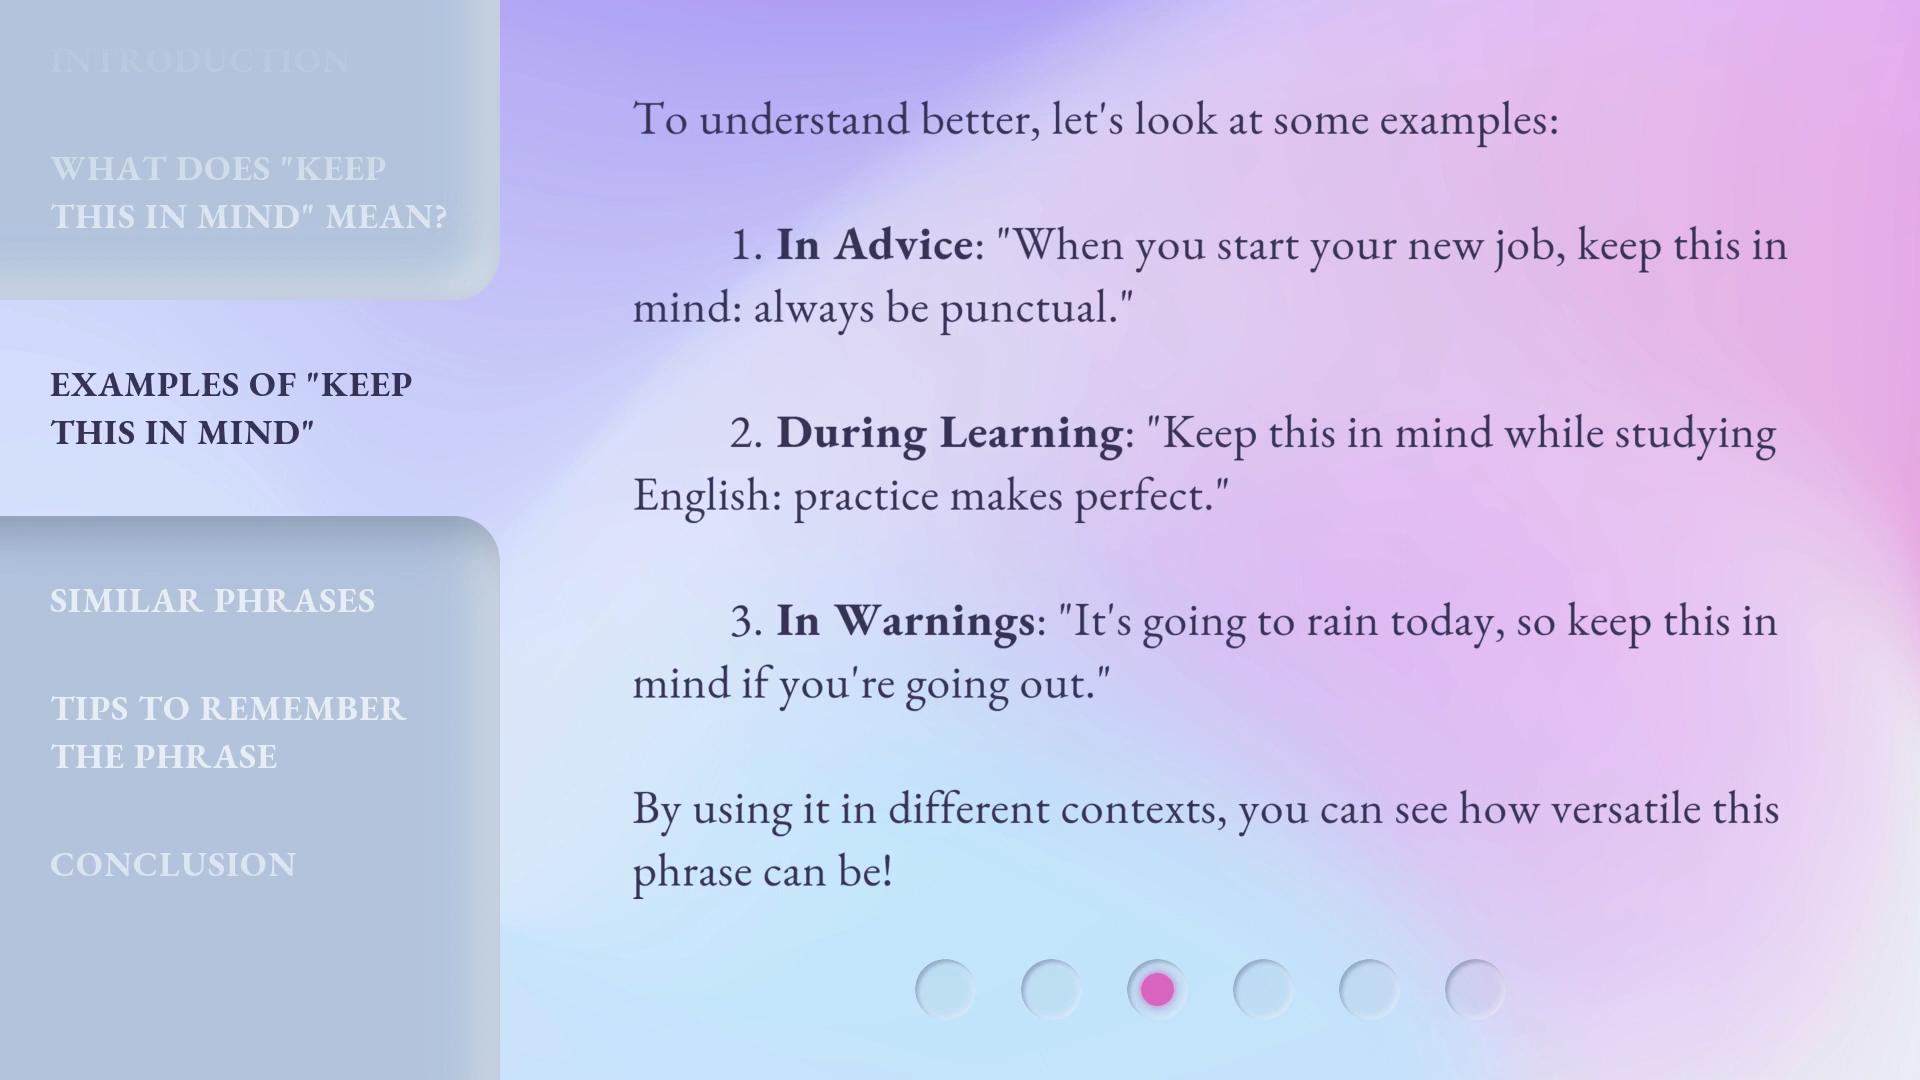 INTRODUCTION
WHAT DOES "KEEP
THIS IN MIND" MEAN?
EXAMPLES OF "KEEP
THIS IN MIND"
SIMILAR PHRASES
TIPS TO REMEMBER
THE PHRASE
CONCLUSION
To understand better, let's look at some examples:
1. In Advice: "When you start your new job, keep this in
mind: always be punctual."
2. During Learning: "Keep this in mind while studying
English: practice makes perfect."
3. In Warnings: "It's going to rain today, so keep this in
mind if you're going out."
By using it in different contexts, you can see how versatile this
phrase can be!